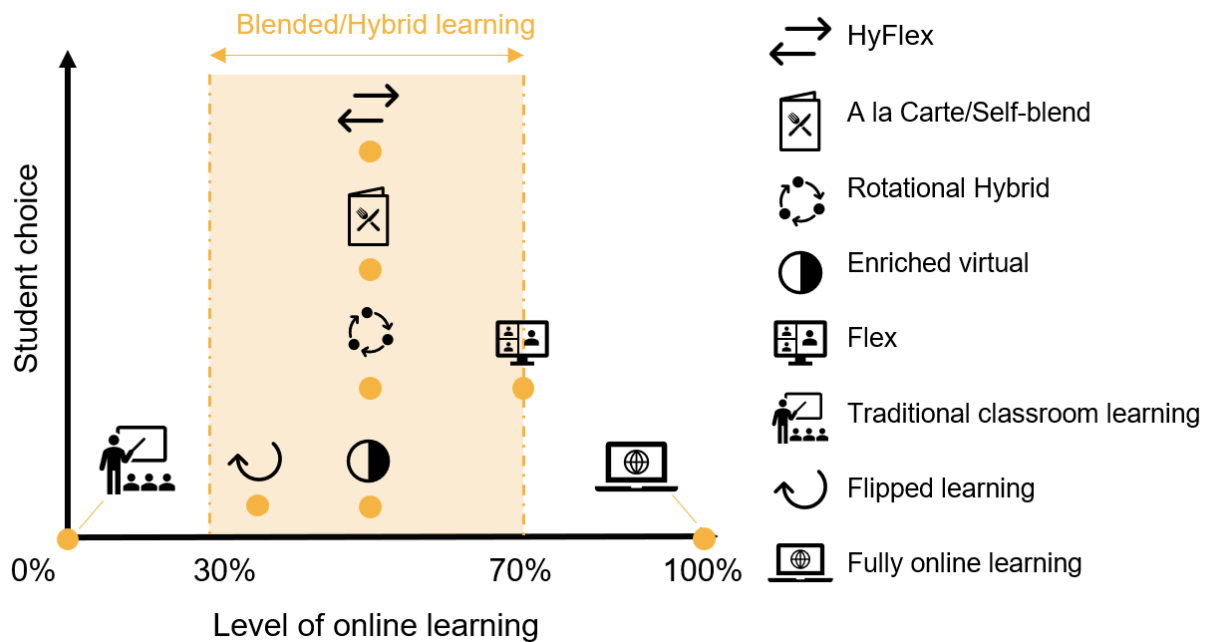 Blended/Hybrid learning
Student choice
0%
30%
70%
100%
Level of online learning
HyFlex
A la Carte/Self-blend
Rotational Hybrid
Enriched virtual
Flex
Traditional classroom learning
Flipped learning
Fully online learning